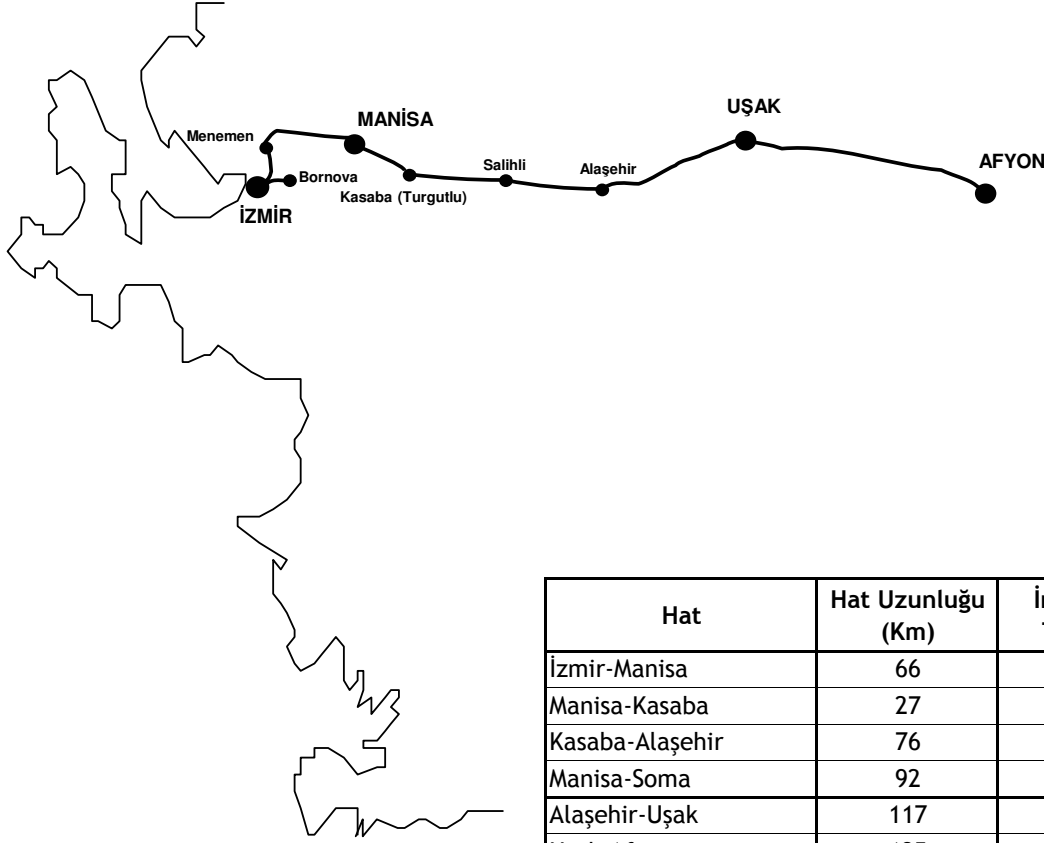 UŞAK
MANİSA
Menemen
AFYON
Salihli
Alaşehir
Bornova
Kasaba (Turgutlu)
İZMİR
Hat Hat Uzunluğu
(Km)
İzmir-Manisa 66
Manisa-Kasaba 27
Kasaba-Alaşehir 76
Manisa-Soma 92
Alaşehir-Uşak 117